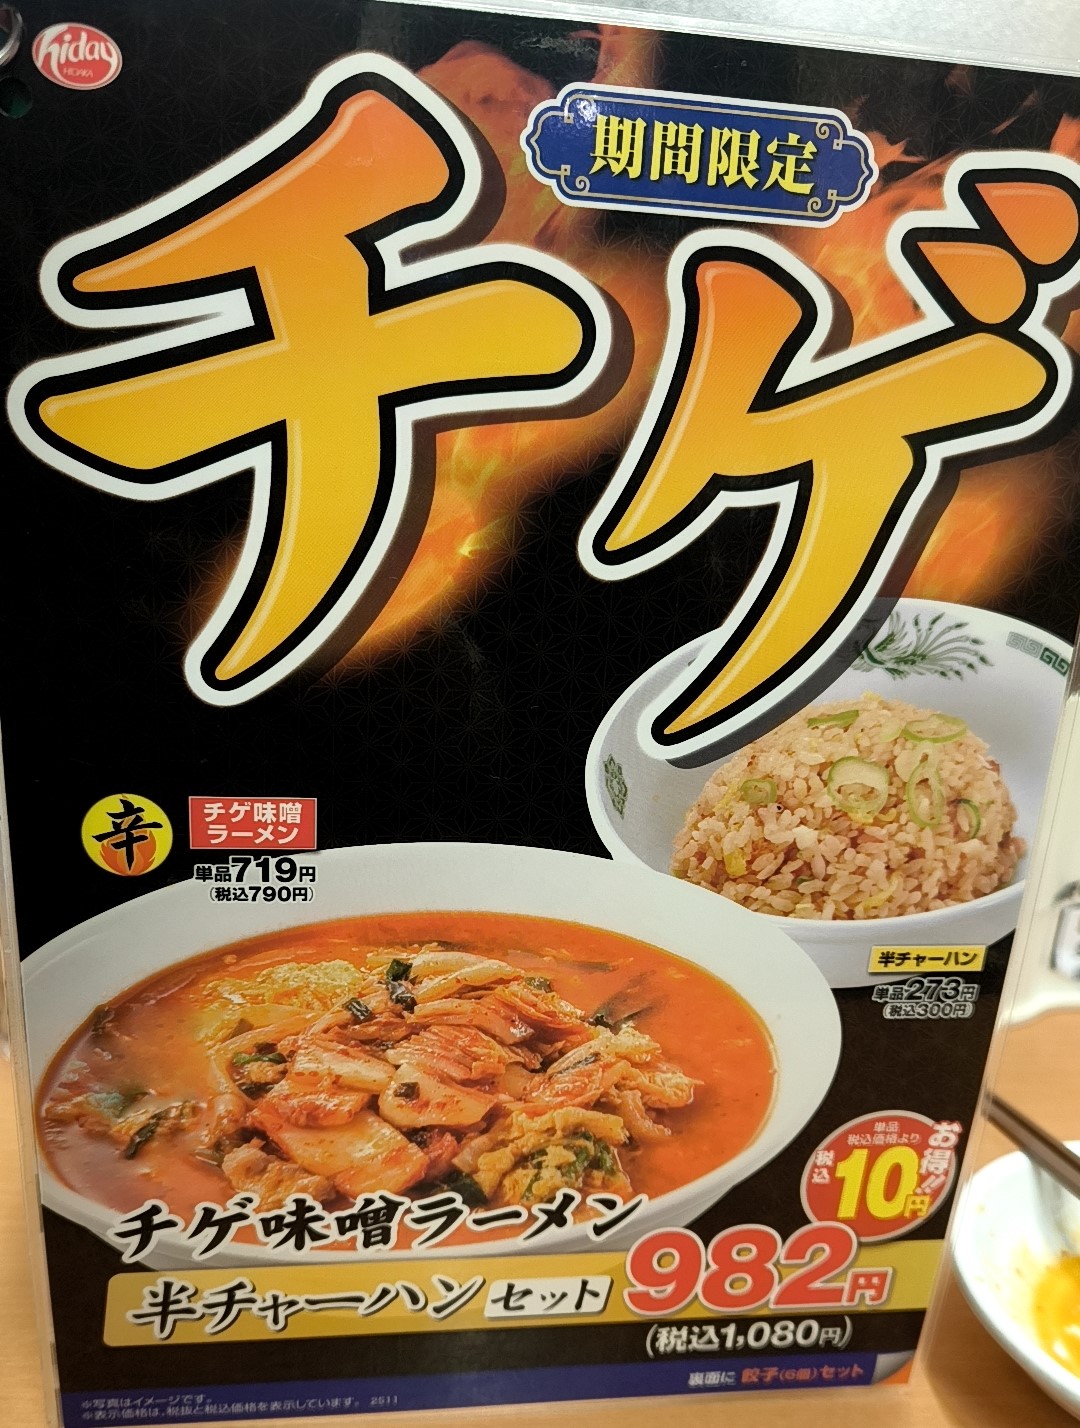 hiday
HIDAKA
期間限定
チゲ
辛
チゲ味噌
ラーメン
単品719円
(税込790円)
半チャーハン
単品273円
(税込300円)
単品
税込価格より
税込
10円
お得!!
チゲ味噌ラーメン
半チャーハンセット
982円
(税込1,080円)
裏面に 餃子(6個)セット
※写真はイメージです。
※表示価格は、税抜と税込価格を表示しています。 2511